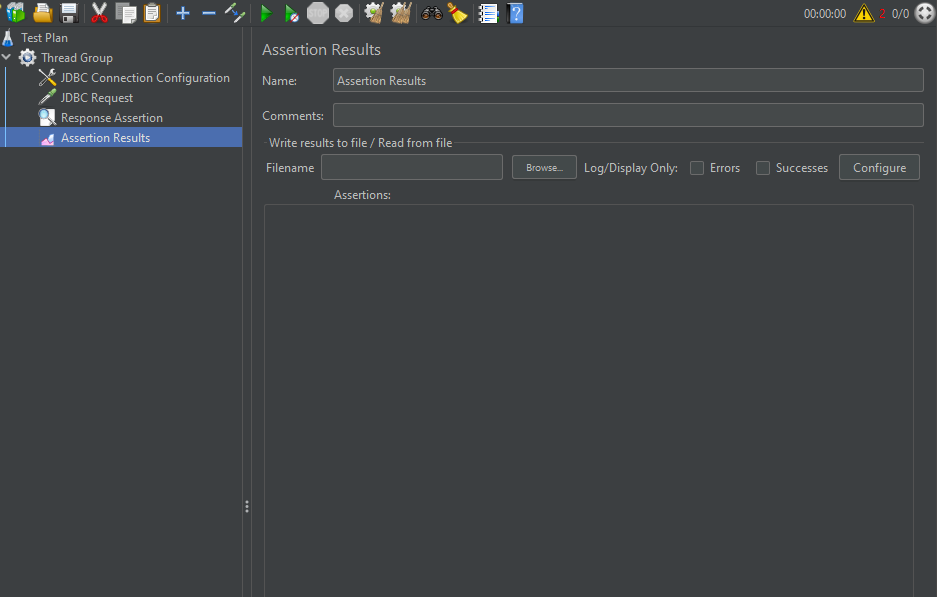 00:00:00 2 0/0
Test Plan
Thread Group
JDBC Connection Configuration
JDBC Request
Response Assertion
Assertion Results
Assertion Results
Name: Assertion Results
Comments:
Write results to file / Read from file
Filename Browse... Log/Display Only: Errors Successes Configure
Assertions: